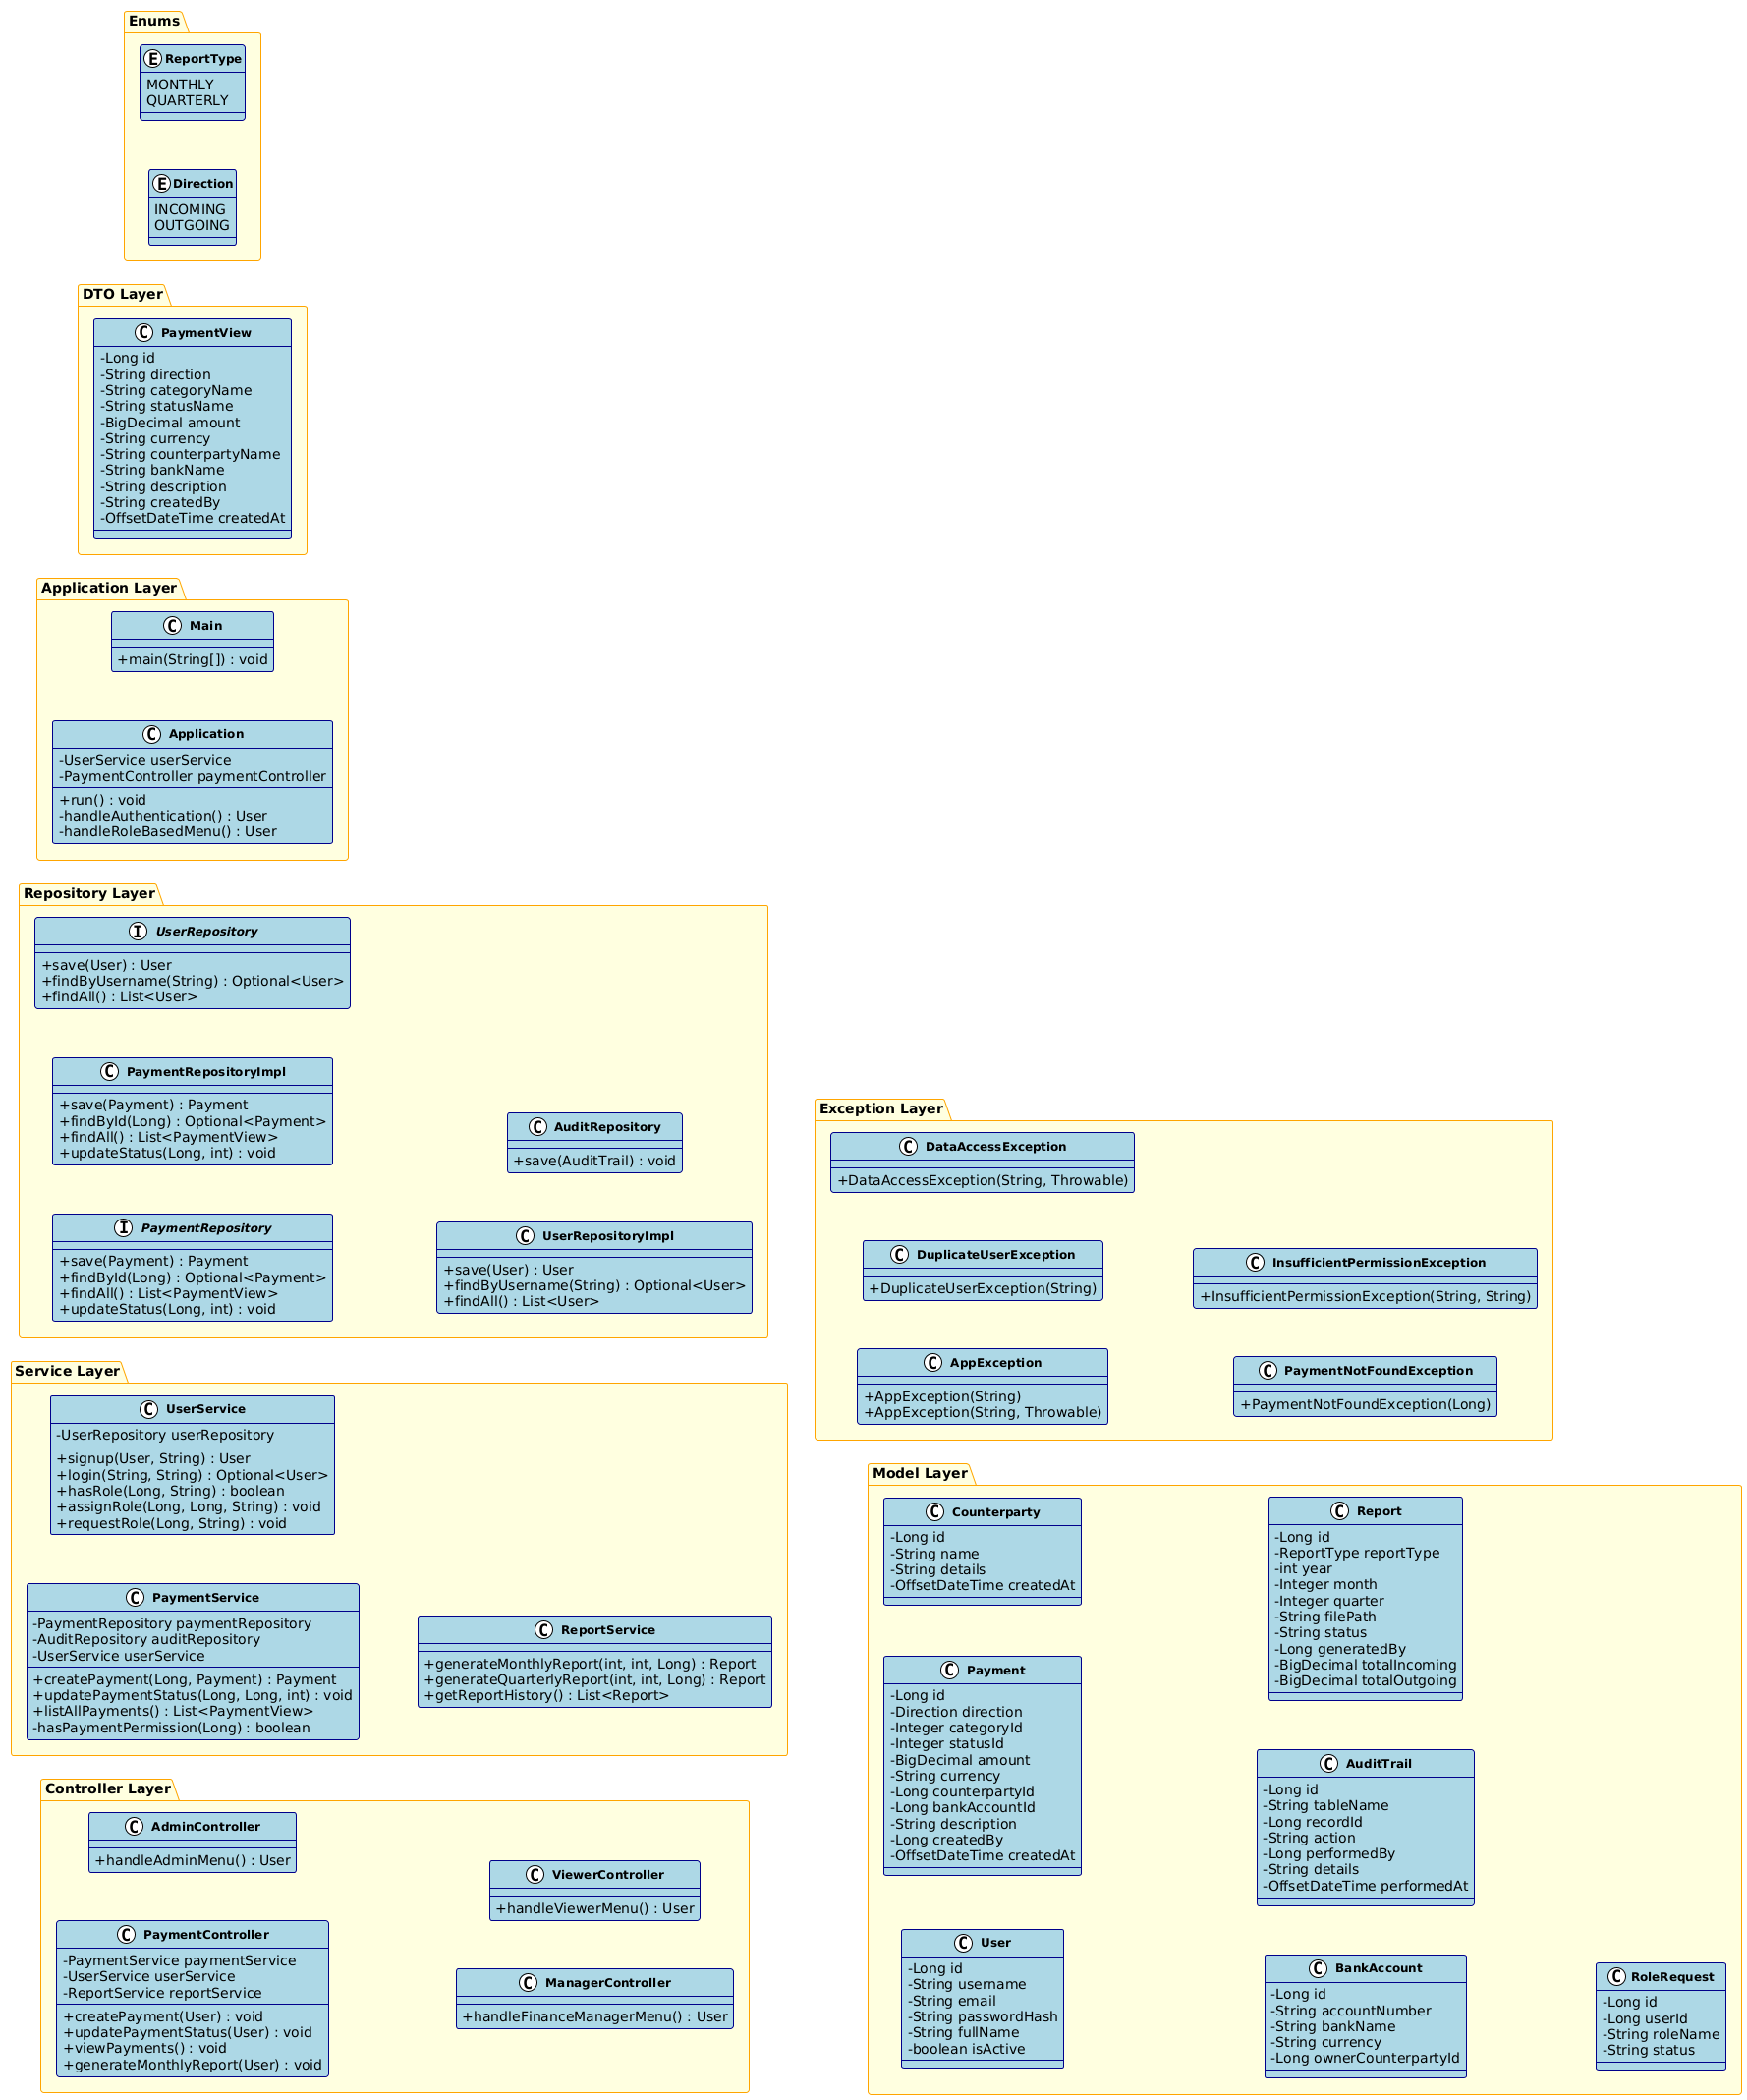 Enums
E ReportType
MONTHLY
QUARTERLY
E Direction
INCOMING
OUTGOING
DTO Layer
C PaymentView
-Long id
-String direction
-String categoryName
-String statusName
-BigDecimal amount
-String currency
-String counterpartyName
-String bankName
-String description
-String createdBy
-OffsetDateTime createdAt
Application Layer
C Main
+main(String[]) : void
C Application
-UserService userService
-PaymentController paymentController
+run() : void
-handleAuthentication() : User
-handleRoleBasedMenu() : User
Repository Layer
I UserRepository
+save(User) : User
+findByUsername(String) : Optional<User>
+findAll() : List<User>
C PaymentRepositoryImpl
+save(Payment) : Payment
+findById(Long) : Optional<Payment>
+findAll() : List<PaymentView>
+updateStatus(Long, int) : void
C AuditRepository
+save(AuditTrail) : void
I PaymentRepository
+save(Payment) : Payment
+findById(Long) : Optional<Payment>
+findAll() : List<PaymentView>
+updateStatus(Long, int) : void
C UserRepositoryImpl
+save(User) : User
+findByUsername(String) : Optional<User>
+findAll() : List<User>
Exception Layer
C DataAccessException
+DataAccessException(String, Throwable)
C DuplicateUserException
+DuplicateUserException(String)
C InsufficientPermissionException
+InsufficientPermissionException(String, String)
C AppException
+AppException(String)
+AppException(String, Throwable)
C PaymentNotFoundException
+PaymentNotFoundException(Long)
Service Layer
C UserService
-UserRepository userRepository
+signup(User, String) : User
+login(String, String) : Optional<User>
+hasRole(Long, String) : boolean
+assignRole(Long, Long, String) : void
+requestRole(Long, String) : void
C PaymentService
-PaymentRepository paymentRepository
-AuditRepository auditRepository
-UserService userService
+createPayment(Long, Payment) : Payment
+updatePaymentStatus(Long, Long, int) : void
+listAllPayments() : List<PaymentView>
-hasPaymentPermission(Long) : boolean
C ReportService
+generateMonthlyReport(int, int, Long) : Report
+generateQuarterlyReport(int, int, Long) : Report
+getReportHistory() : List<Report>
Model Layer
C Counterparty
-Long id
-String name
-String details
-OffsetDateTime createdAt
C Report
-Long id
-ReportType reportType
-int year
-Integer month
-Integer quarter
-String filePath
-String status
-Long generatedBy
-BigDecimal totalIncoming
-BigDecimal totalOutgoing
C Payment
-Long id
-Direction direction
-Integer categoryId
-Integer statusId
-BigDecimal amount
-String currency
-Long counterpartyId
-Long bankAccountId
-String description
-Long createdBy
-OffsetDateTime createdAt
C AuditTrail
-Long id
-String tableName
-Long recordId
-String action
-Long performedBy
-String details
-OffsetDateTime performedAt
C User
-Long id
-String username
-String email
-String passwordHash
-String fullName
-boolean isActive
C BankAccount
-Long id
-String accountNumber
-String bankName
-String currency
-Long ownerCounterpartyId
C RoleRequest
-Long id
-Long userId
-String roleName
-String status
Controller Layer
C AdminController
+handleAdminMenu() : User
C ViewerController
+handleViewerMenu() : User
C PaymentController
-PaymentService paymentService
-UserService userService
-ReportService reportService
+createPayment(User) : void
+updatePaymentStatus(User) : void
+viewPayments() : void
+generateMonthlyReport(User) : void
C ManagerController
+handleFinanceManagerMenu() : User